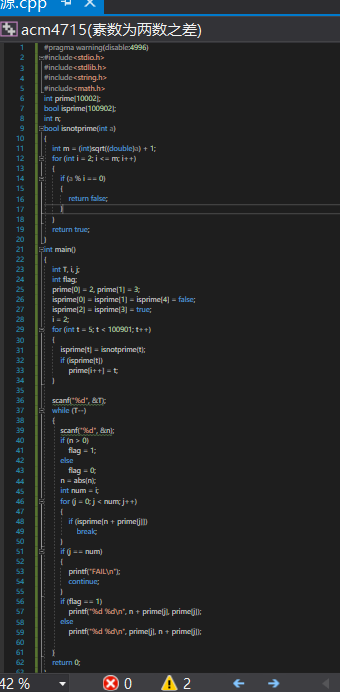 源.cpp
acm4715(素数为两数之差)
1 #pragma warning(disable:4996)
2 #include<stdio.h>
3 #include<stdlib.h>
4 #include<string.h>
5 #include<math.h>
6 int prime[10002];
7 bool isprime[100902];
8 int n;
9 bool isnotprime(int a)
10 {
11 int m = (int)sqrt((double)a) + 1;
12 for (int i = 2; i <= m; i++)
13 {
14 if (a % i == 0)
15 {
16 return false;
17 }
18 }
19 return true;
20 }
21 int main()
22 {
23 int T, i, j;
24 int flag;
25 prime[0] = 2, prime[1] = 3;
26 isprime[0] = isprime[1] = isprime[4] = false;
27 isprime[2] = isprime[3] = true;
28 i = 2;
29 for (int t = 5; t < 100901; t++)
30 {
31 isprime[t] = isnotprime(t);
32 if (isprime[t])
33 prime[i++] = t;
34 }
35
36 scanf("%d", &T);
37 while (T--)
38 {
39 scanf("%d", &n);
40 if (n > 0)
41 flag = 1;
42 else
43 flag = 0;
44 n = abs(n);
45 int num = i;
46 for (j = 0; j < num; j++)
47 {
48 if (isprime[n + prime[j]])
49 break;
50 }
51 if (j == num)
52 {
53 printf("FAIL\n");
54 continue;
55 }
56 if (flag == 1)
57 printf("%d %d\n", n + prime[j], prime[j]);
58 else
59 printf("%d %d\n", prime[j], n + prime[j]);
60
61 }
62 return 0;
42 % 0 2